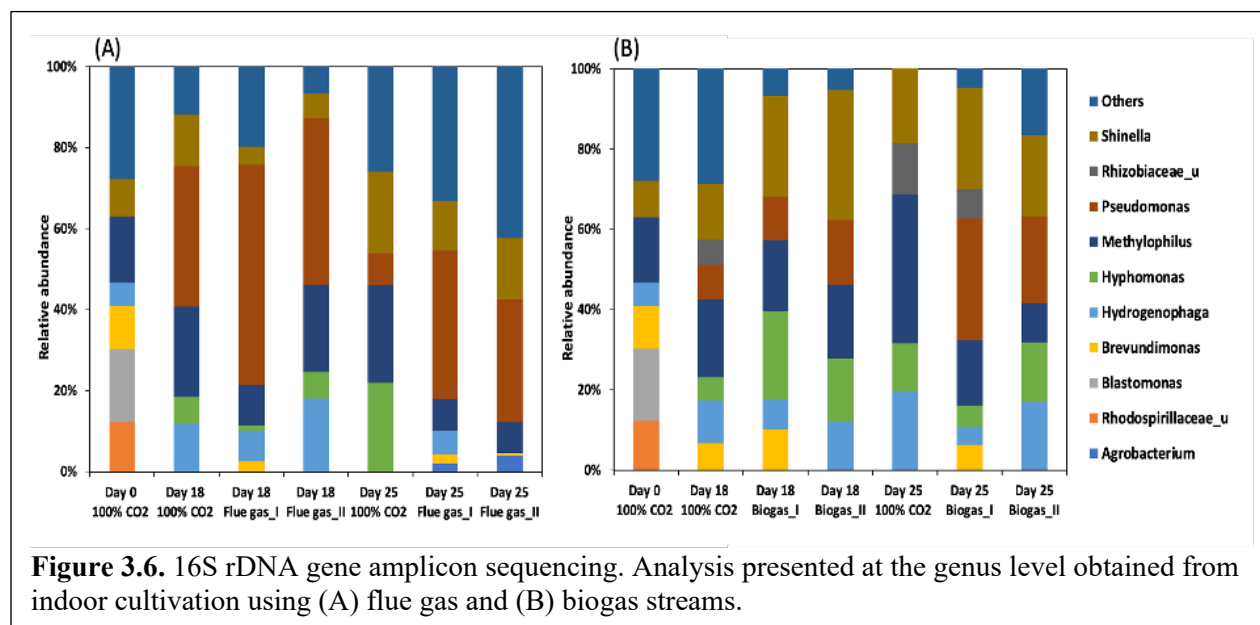 (A)
100%
80%
60%
40%
20%
0%
Relative abundance
Day 0 Day 18 Day 18 Day 18 Day 25 Day 25 Day 25
100% CO2 100% CO2 Flue gas_I Flue gas_II 100% CO2 Flue gas_I Flue gas_II
(B)
100%
80%
60%
40%
20%
0%
Relative abundance
Day 0 Day 18 Day 18 Day 18 Day 25 Day 25 Day 25
100% CO2 100% CO2 Biogas_I Biogas_II 100% CO2 Biogas_I Biogas_II
Others
Shinella
Rhizobiaceae_u
Pseudomonas
Methylophilus
Hyphomonas
Hydrogenophaga
Brevundimonas
Blastomonas
Rhodospirillaceae_u
Agrobacterium
Figure 3.6. 16S rDNA gene amplicon sequencing. Analysis presented at the genus level obtained from
indoor cultivation using (A) flue gas and (B) biogas streams.